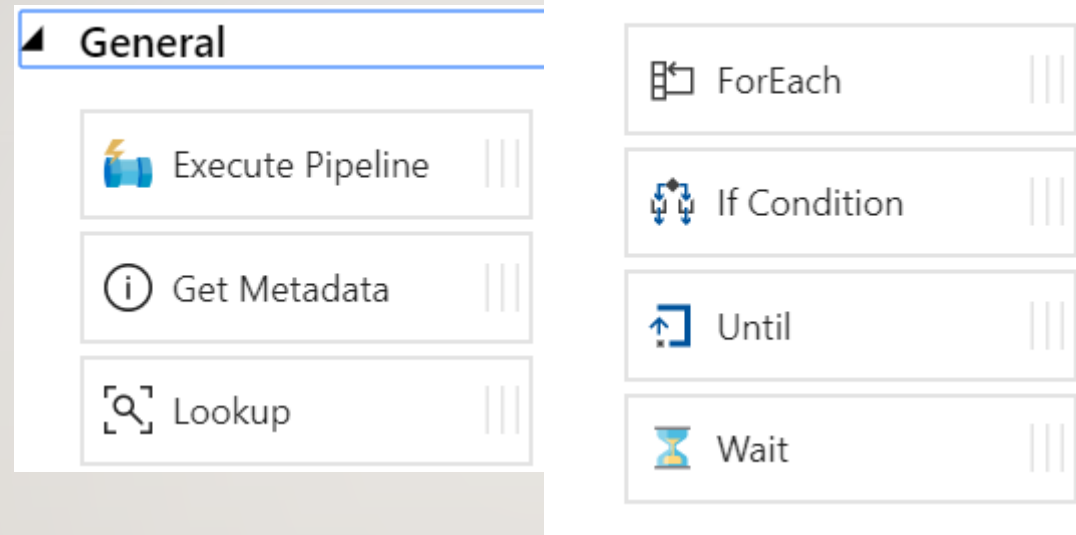 General
Execute Pipeline
Get Metadata
Lookup
ForEach
If Condition
Until
Wait